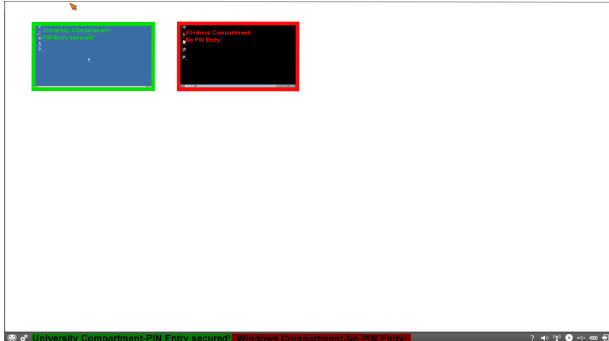 University Compartment-
PIN Entry secured!
Windows Compartment-
No PIN Entry!
University Compartment-PIN Entry secured! Windows Compartment-No PIN Entry!
?